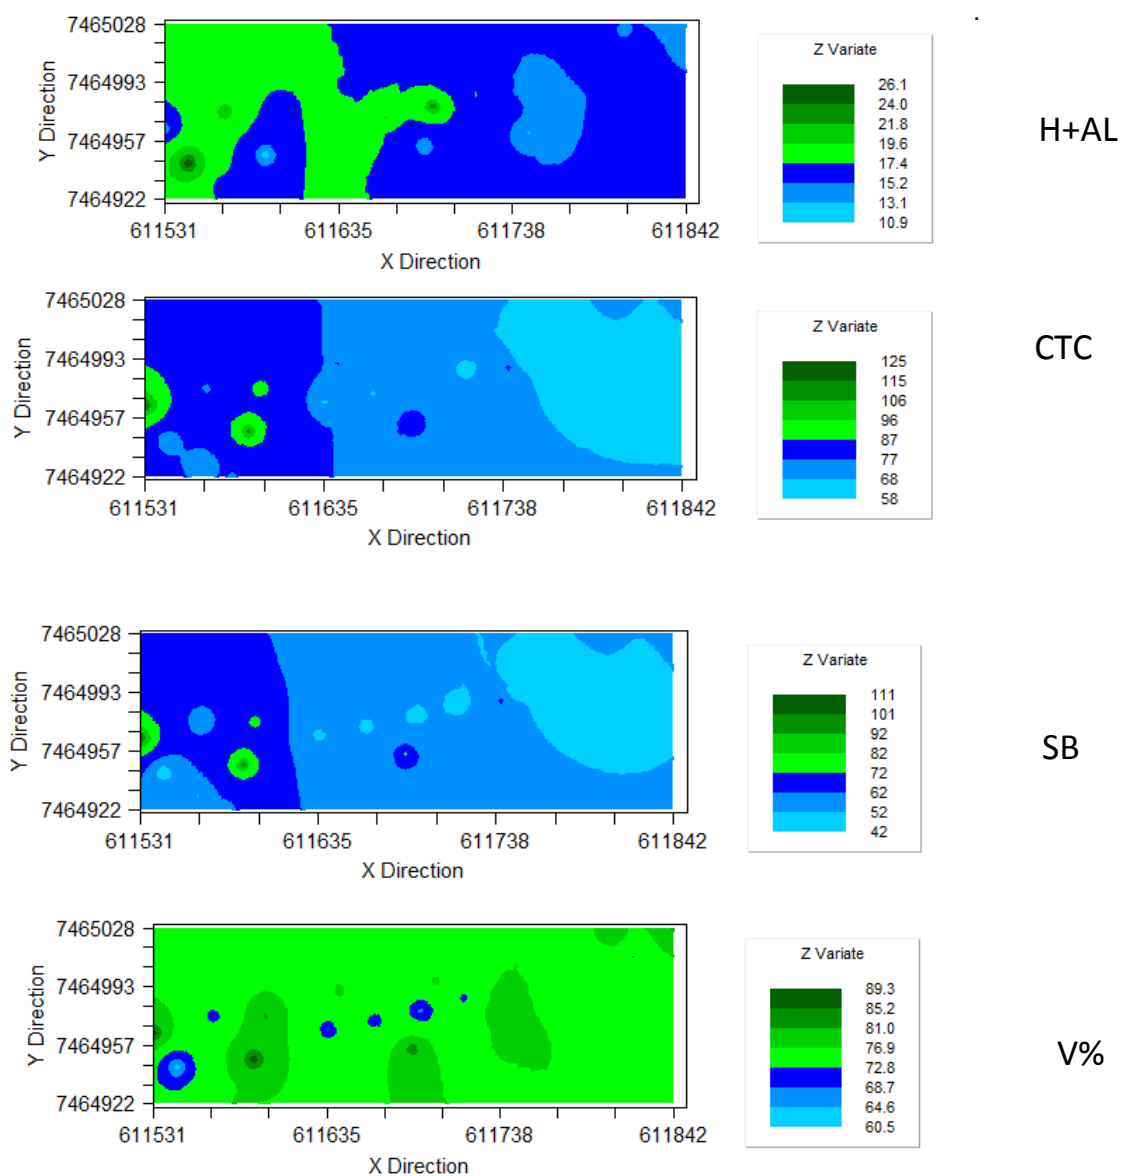 .
7465028
7464993
7464957
7464922
Y Direction
611531 611635 611738 611842
X Direction
Z Variate
26.1
24.0
21.8
19.6
17.4
15.2
13.1
10.9
H+AL
7465028
7464993
7464957
7464922
Y Direction
611531 611635 611738 611842
X Direction
Z Variate
125
115
106
96
87
77
68
58
CTC
7465028
7464993
7464957
7464922
Y Direction
611531 611635 611738 611842
X Direction
Z Variate
111
101
92
82
72
62
52
42
SB
7465028
7464993
7464957
7464922
Y Direction
611531 611635 611738 611842
X Direction
Z Variate
89.3
85.2
81.0
76.9
72.8
68.7
64.6
60.5
V%